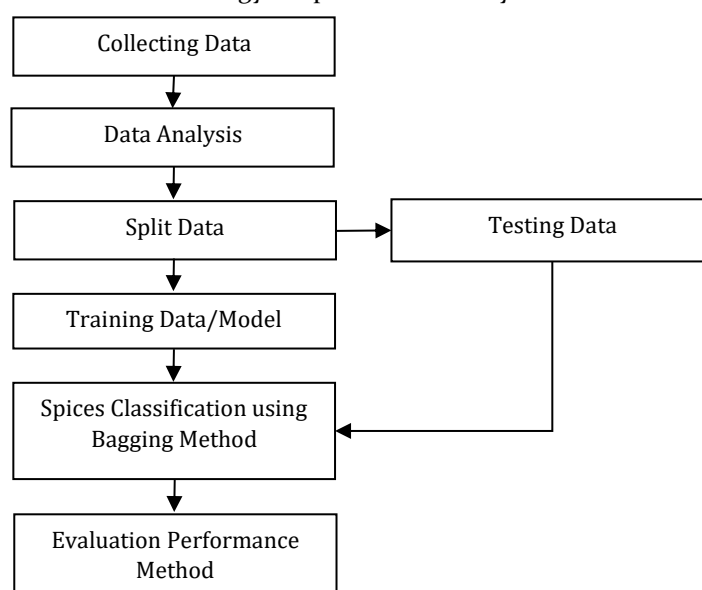 Collecting Data
Data Analysis
Split Data
Testing Data
Training Data/Model
Spices Classification using
Bagging Method
Evaluation Performance
Method